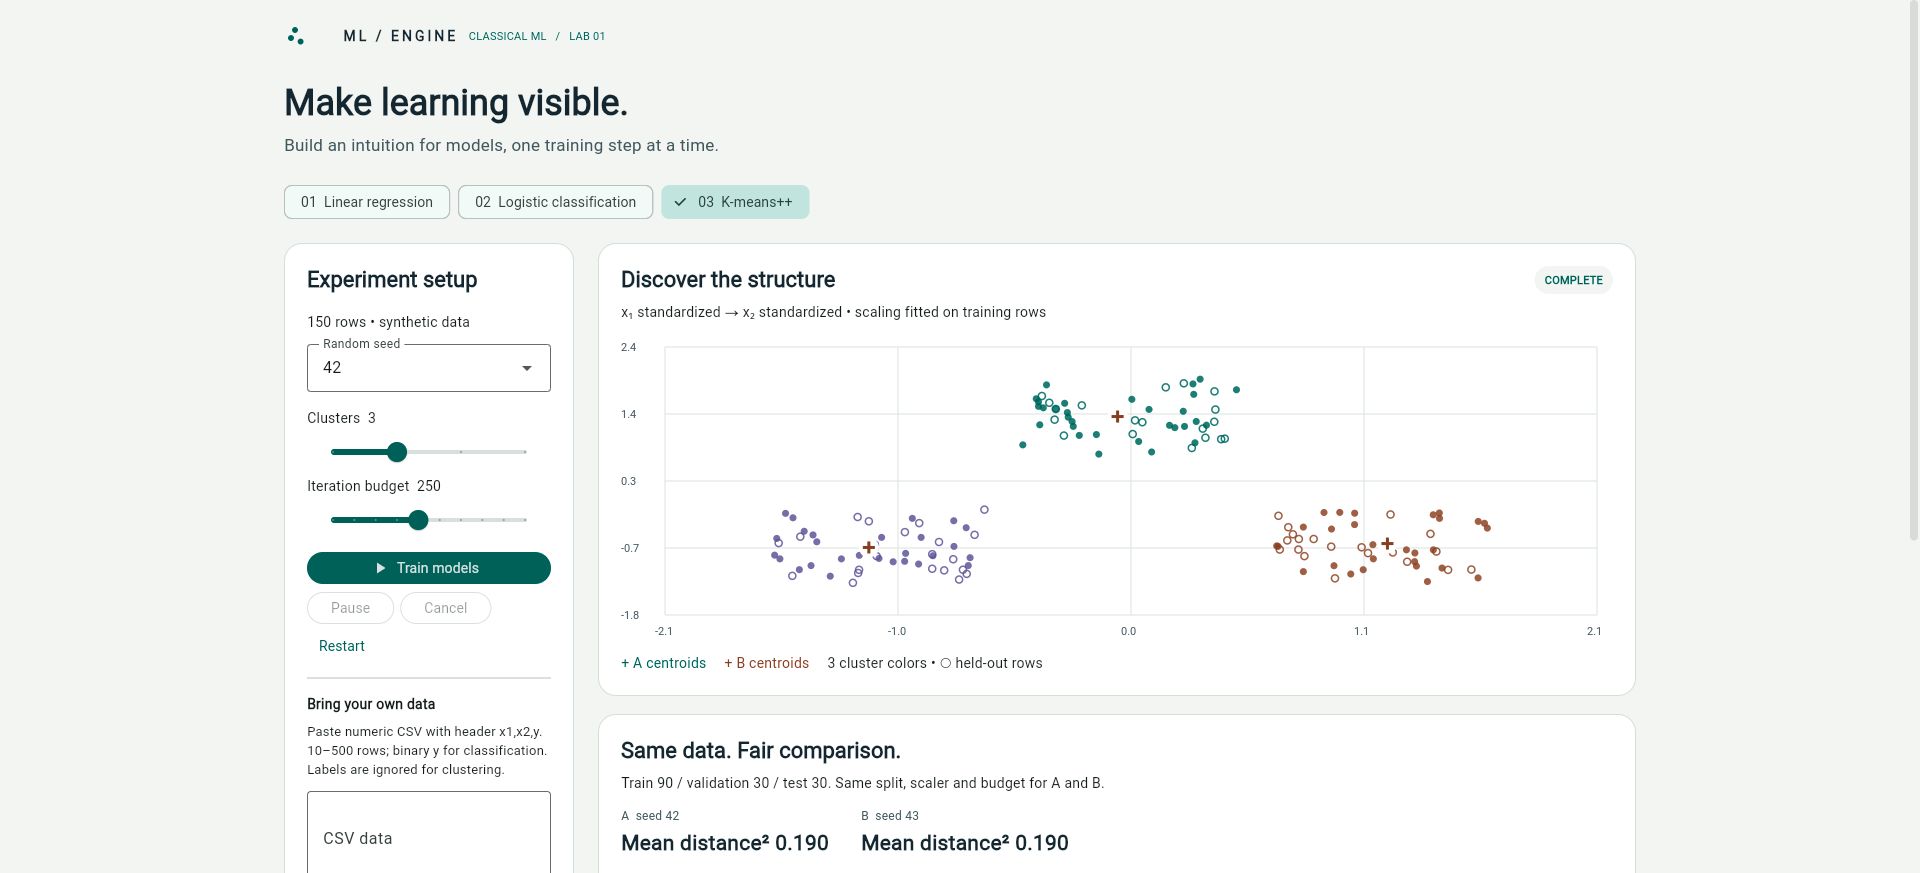 ML / ENGINE CLASSICAL ML / LAB 01
Make learning visible.
Build an intuition for models, one training step at a time.
01 Linear regression
02 Logistic classification
03 K-means++
Experiment setup
150 rows • synthetic data
Random seed
42
Clusters 3
Iteration budget 250
Train models
Pause
Cancel
Restart
Bring your own data
Paste numeric CSV with header x1,x2,y.
10–500 rows; binary y for classification.
Labels are ignored for clustering.
CSV data
Discover the structure
COMPLETE
x₁ standardized → x₂ standardized • scaling fitted on training rows
2.4
1.4
0.3
-0.7
-1.8
-2.1
-1.0
0.0
1.1
2.1
+ A centroids
+ B centroids
3 cluster colors • ○ held-out rows
Same data. Fair comparison.
Train 90 / validation 30 / test 30. Same split, scaler and budget for A and B.
A seed 42
Mean distance² 0.190
B seed 43
Mean distance² 0.190